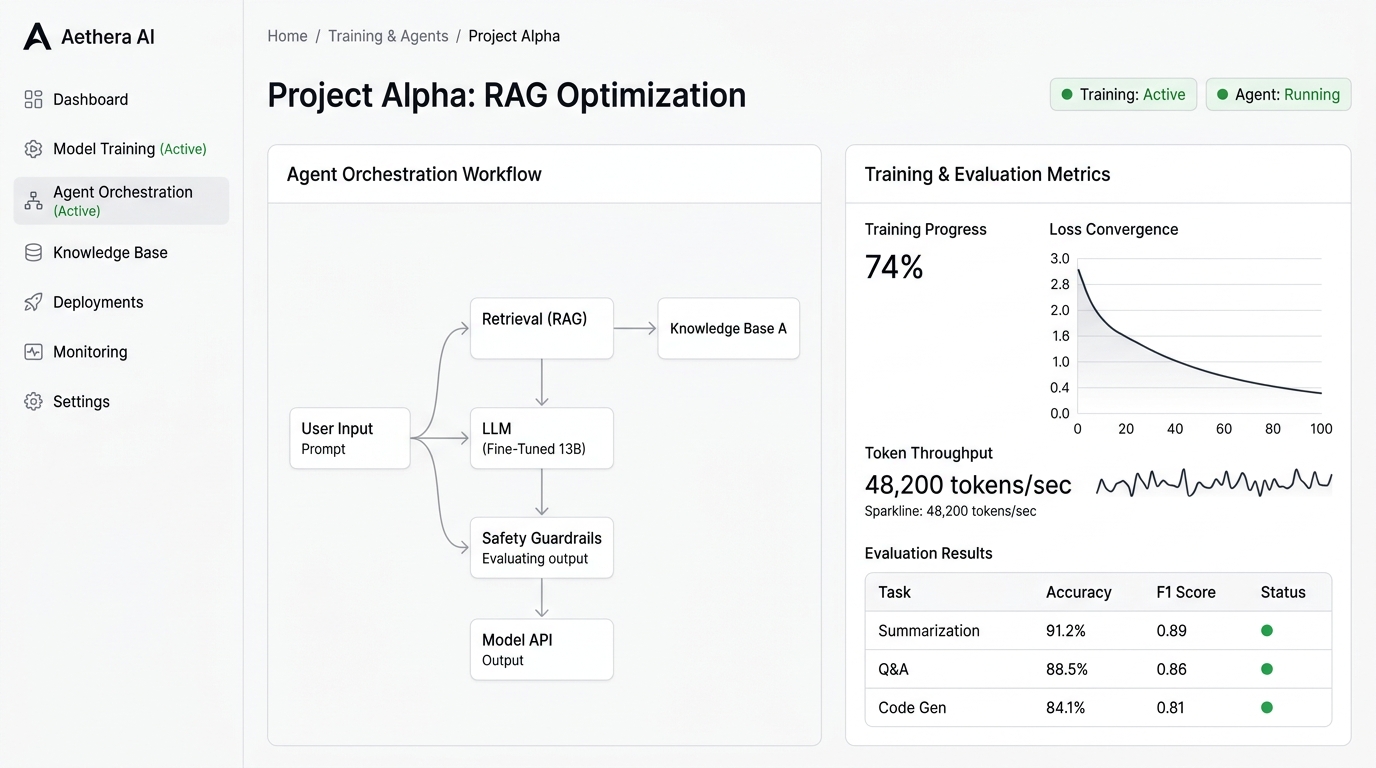 Aethera AI
Dashboard
Model Training (Active)
Agent Orchestration
(Active)
Knowledge Base
Deployments
Monitoring
Settings
Home / Training & Agents / Project Alpha
Project Alpha: RAG Optimization
Training: Active
Agent: Running
Agent Orchestration Workflow
User Input
Prompt
Retrieval (RAG)
Knowledge Base A
LLM
(Fine-Tuned 13B)
Safety Guardrails
Evaluating output
Model API
Output
Training & Evaluation Metrics
Training Progress
74%
Loss Convergence
3.0
2.8
2.0
1.6
1.0
0.4
0.0
0 20 40 60 80 100
Token Throughput
48,200 tokens/sec
Sparkline: 48,200 tokens/sec
Evaluation Results
Task Accuracy F1 Score Status
Summarization 91.2% 0.89
Q&A 88.5% 0.86
Code Gen 84.1% 0.81